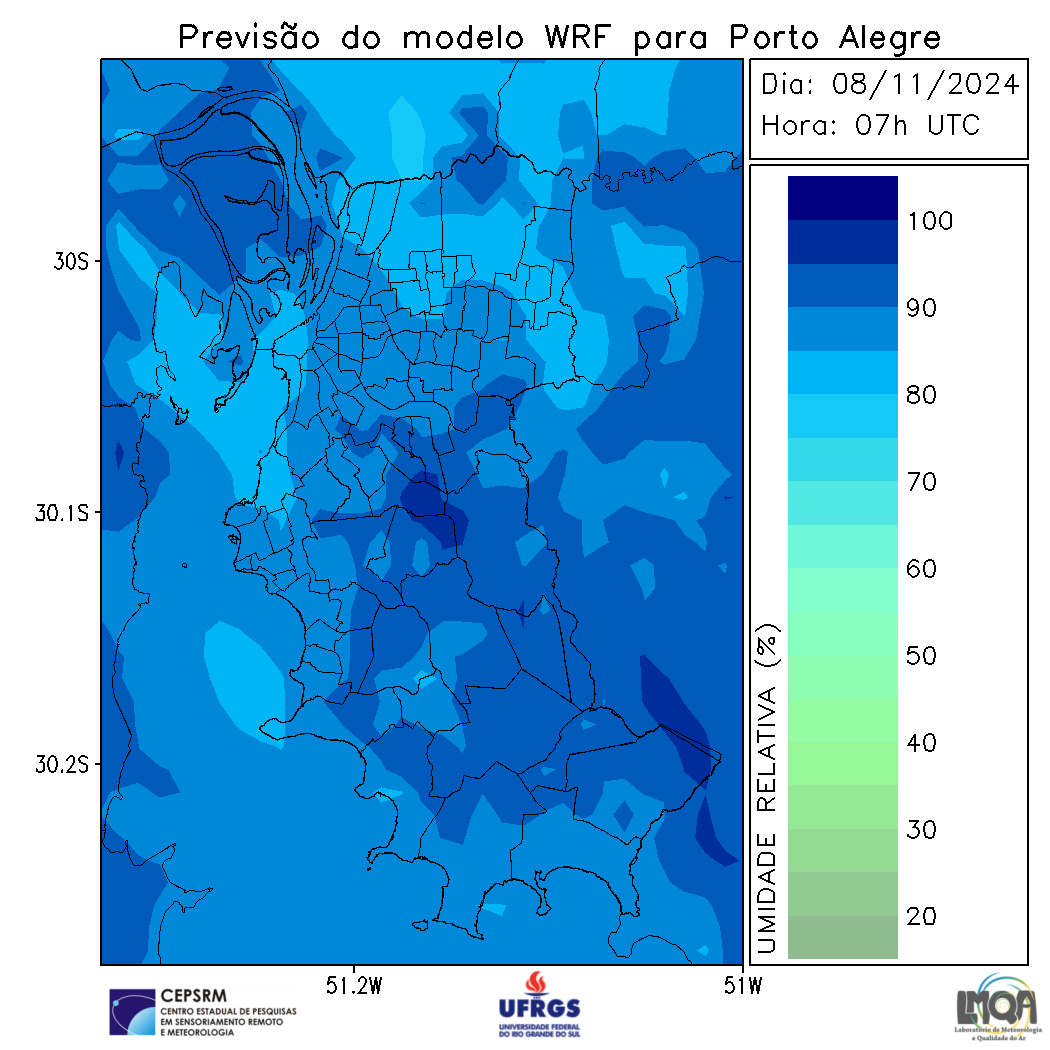 Previsão do modelo WRF para Porto Alegre
Dia: 08/11/2024
Hora: 07h UTC
30S
30.1S
30.2S
51.2W
51W
UMIDADE RELATIVA (%)
100
90
80
70
60
50
40
30
20
CEPSRM
CENTRO ESTADUAL DE PESQUISAS
EM SENSORIAMENTO REMOTO
E METEOROLOGIA
UFRGS
UNIVERSIDADE FEDERAL
DO RIO GRANDE DO SUL
LMQA
Laboratório de Meteorologia
e Qualidade do Ar